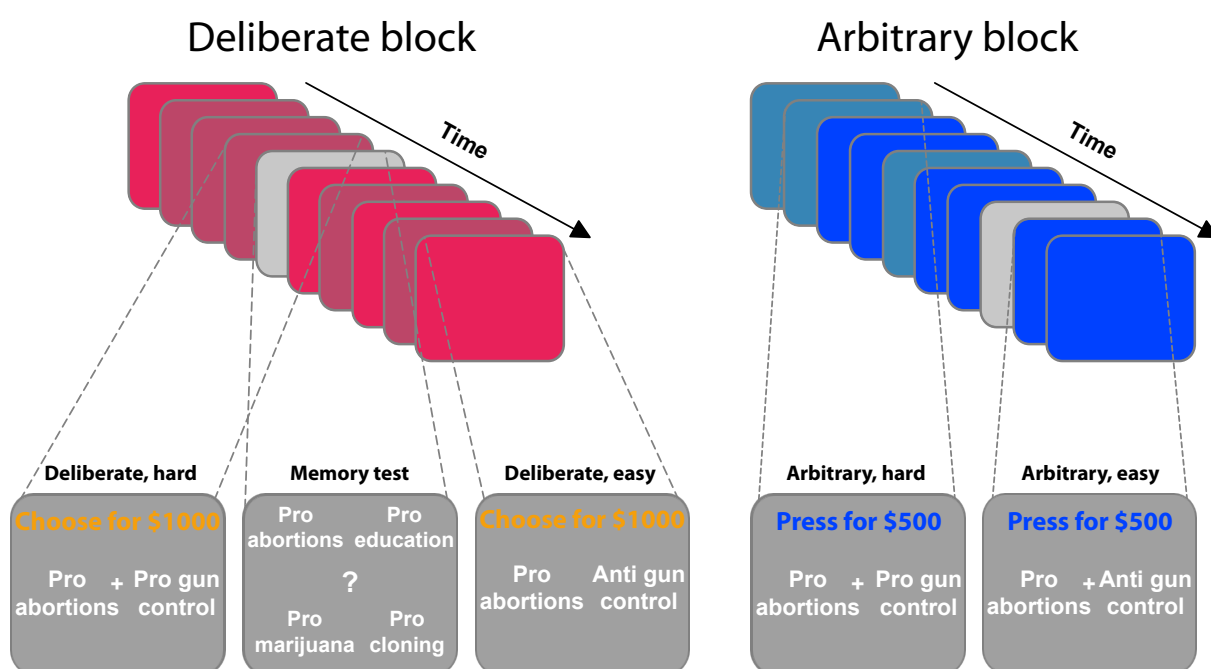 Deliberate block
Arbitrary block
Time
Time
Deliberate, hard
Memory test
Deliberate, easy
Arbitrary, hard
Arbitrary, easy
Choose for $1000
Pro + Pro gun
abortions control
Pro Pro
abortions education
?
Pro Pro
marijuana cloning
Choose for $1000
Pro Anti gun
abortions control
Press for $500
Pro + Pro gun
abortions control
Press for $500
Pro + Anti gun
abortions control